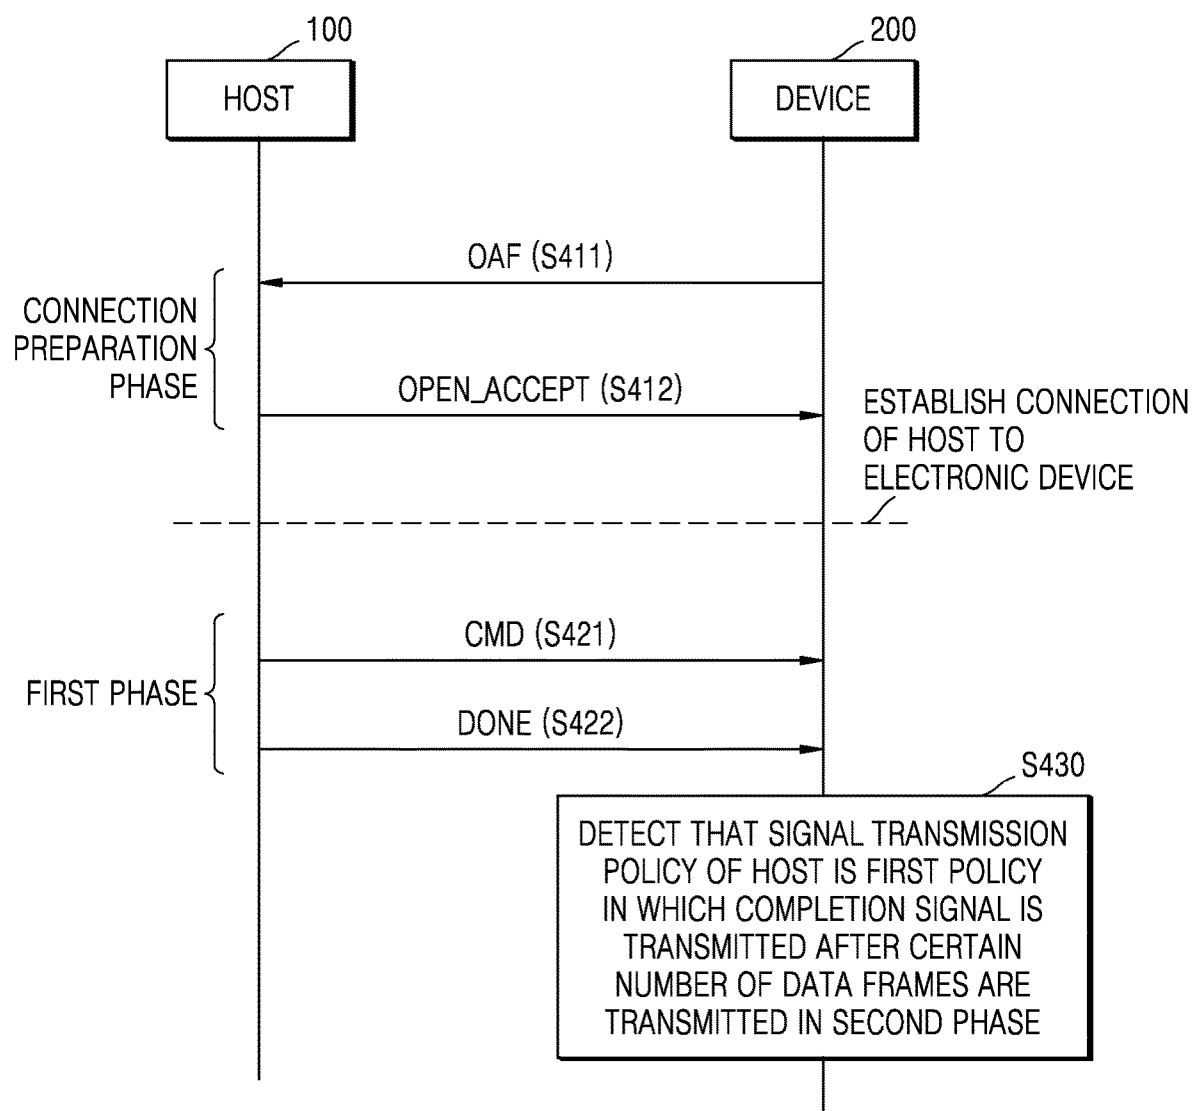 100
200
HOST
DEVICE
OAF (S411)
CONNECTION
PREPARATION
PHASE
OPEN_ACCEPT (S412)
ESTABLISH CONNECTION
OF HOST TO
ELECTRONIC DEVICE
CMD (S421)
FIRST PHASE
DONE (S422)
S430
DETECT THAT SIGNAL TRANSMISSION
POLICY OF HOST IS FIRST POLICY
IN WHICH COMPLETION SIGNAL IS
TRANSMITTED AFTER CERTAIN
NUMBER OF DATA FRAMES ARE
TRANSMITTED IN SECOND PHASE